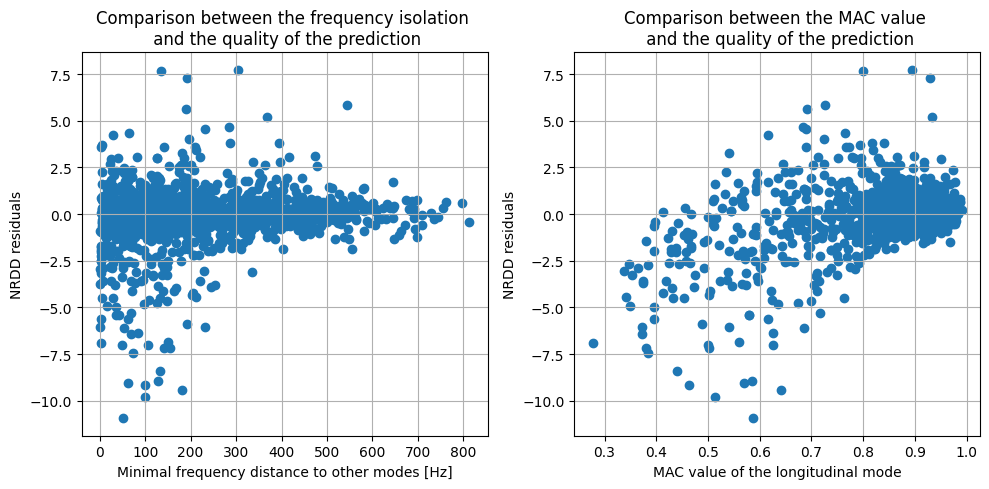 Comparison between the frequency isolation
and the quality of the prediction
7.5
5.0
2.5
0.0
−2.5
−5.0
−7.5
−10.0
NRDD residuals
0 100 200 300 400 500 600 700 800
Minimal frequency distance to other modes [Hz]
Comparison between the MAC value
and the quality of the prediction
7.5
5.0
2.5
0.0
−2.5
−5.0
−7.5
−10.0
NRDD residuals
0.3 0.4 0.5 0.6 0.7 0.8 0.9 1.0
MAC value of the longitudinal mode